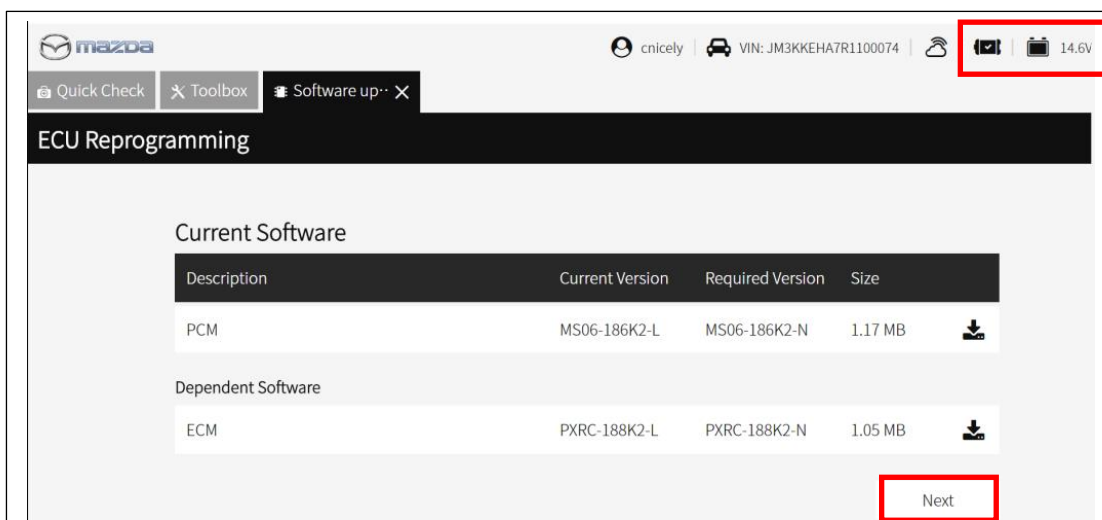 mazda cnicely VIN: JM3KKEHA7R1100074 14.6V
Quick Check Toolbox Software up··
ECU Reprogramming
Current Software
Description Current Version Required Version Size
PCM MS06-186K2-L MS06-186K2-N 1.17 MB
Dependent Software
ECM PXRC-188K2-L PXRC-188K2-N 1.05 MB
Next